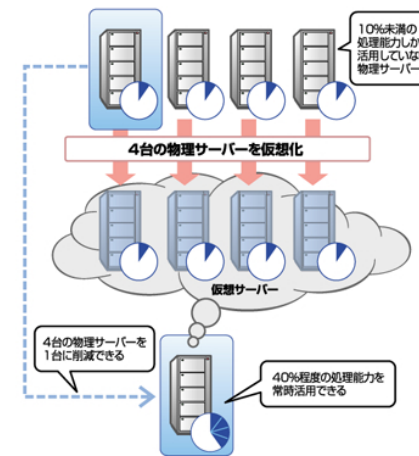 10%未満の
処理能力しか
活用していな
物理サーバー
4台の物理サーバーを仮想化
仮想サーバー
4台の物理サーバーを
1台に削減できる
40%程度の処理能力を
常時活用できる